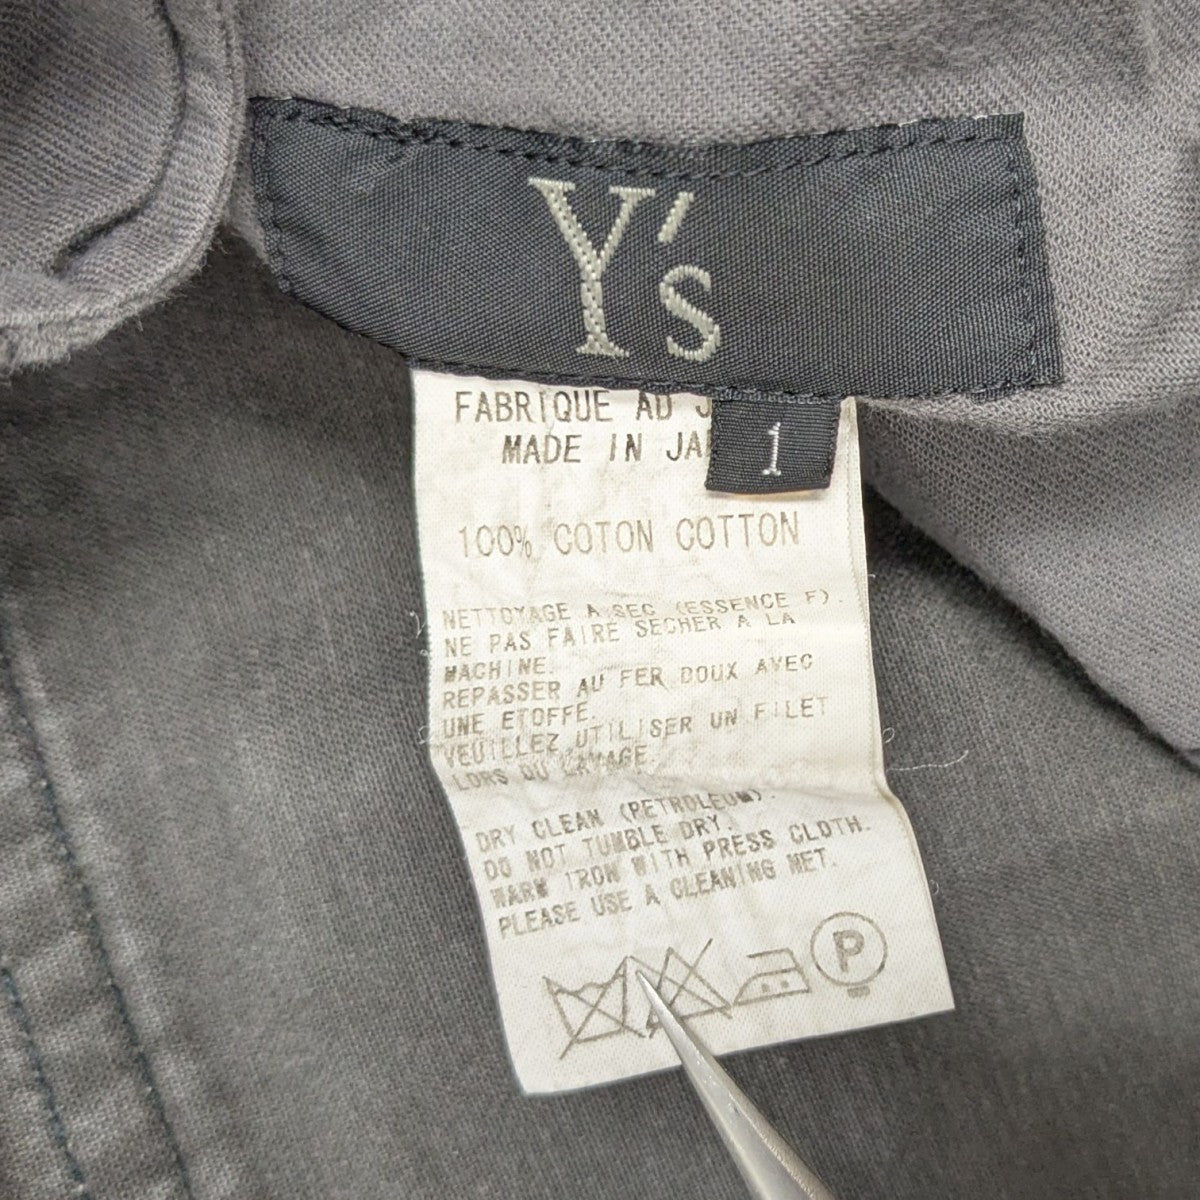 Y's
1
FABRIQUE AU
MADE IN
100% COTON COTTON
NETTOYAGE A SEC (ESSENCE F).
NE PAS FAIRE SECHER A LA
MACHINE.
REPASSER AU FER DOUX AVEC
UNE ETOFFE.
VEUILLEZ UTILISER UN FILET
LORS DU LAVAGE.
DRY CLEAN (PETROLEUM).
DO NOT TUMBLE DRY.
WARM IRON WITH PRESS CLOTH.
PLEASE USE A CLEANING NET.
P